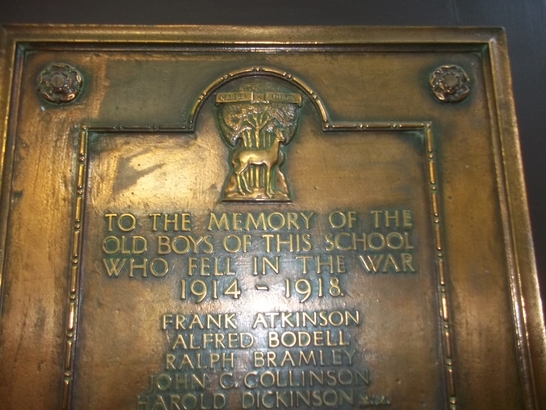 TO THE MEMORY OF THE
OLD BOYS OF THIS SCHOOL
WHO FELL IN THE WAR
1914 - 1918.
FRANK ATKINSON
ALFRED BODELL
RALPH BRAMLEY
JOHN C. COLLINSON
HAROLD DICKINSON M.M.